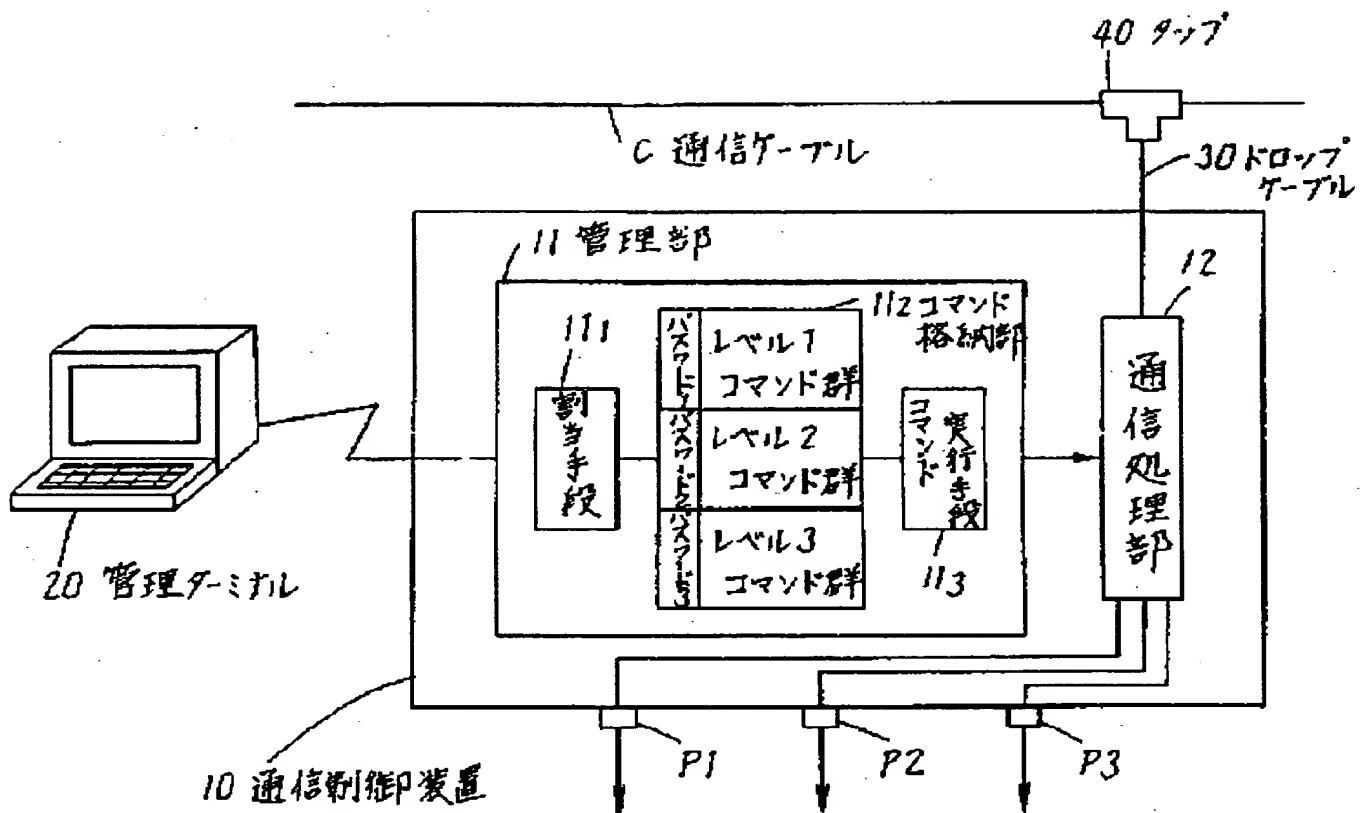 40 タップ
C 通信ケーブル
30 ドロップ
ケーブル
11 管理部
12
112 コマンド
格納部
111
割当手段
パスワード1
レベル1
コマンド群
パスワード2
レベル2
コマンド群
パスワード3
レベル3
コマンド群
コマンド
実行手段
113
通信処理部
20 管理ターミナル
P1
P2
P3
10 通信制御装置